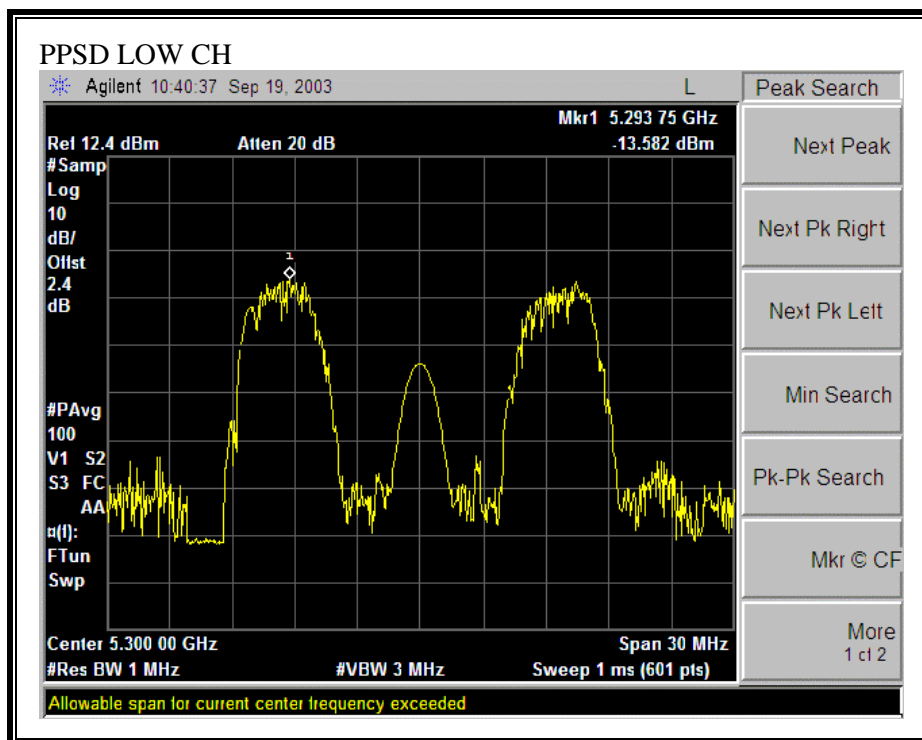 PPSD LOW CH
Agilent 10:40:37 Sep 19, 2003 L
Peak Search
Mkr1 5.293 75 GHz
Ref 12.4 dBm Atten 20 dB -13.582 dBm
#Samp
Log
10
dB/
Offst
2.4
dB
1
#PAvg
100
V1 S2
S3 FC
AA
¤(f):
FTun
Swp
Center 5.300 00 GHz Span 30 MHz
#Res BW 1 MHz #VBW 3 MHz Sweep 1 ms (601 pts)
Allowable span for current center frequency exceeded
Next Peak
Next Pk Right
Next Pk Left
Min Search
Pk-Pk Search
Mkr © CF
More
1 of 2